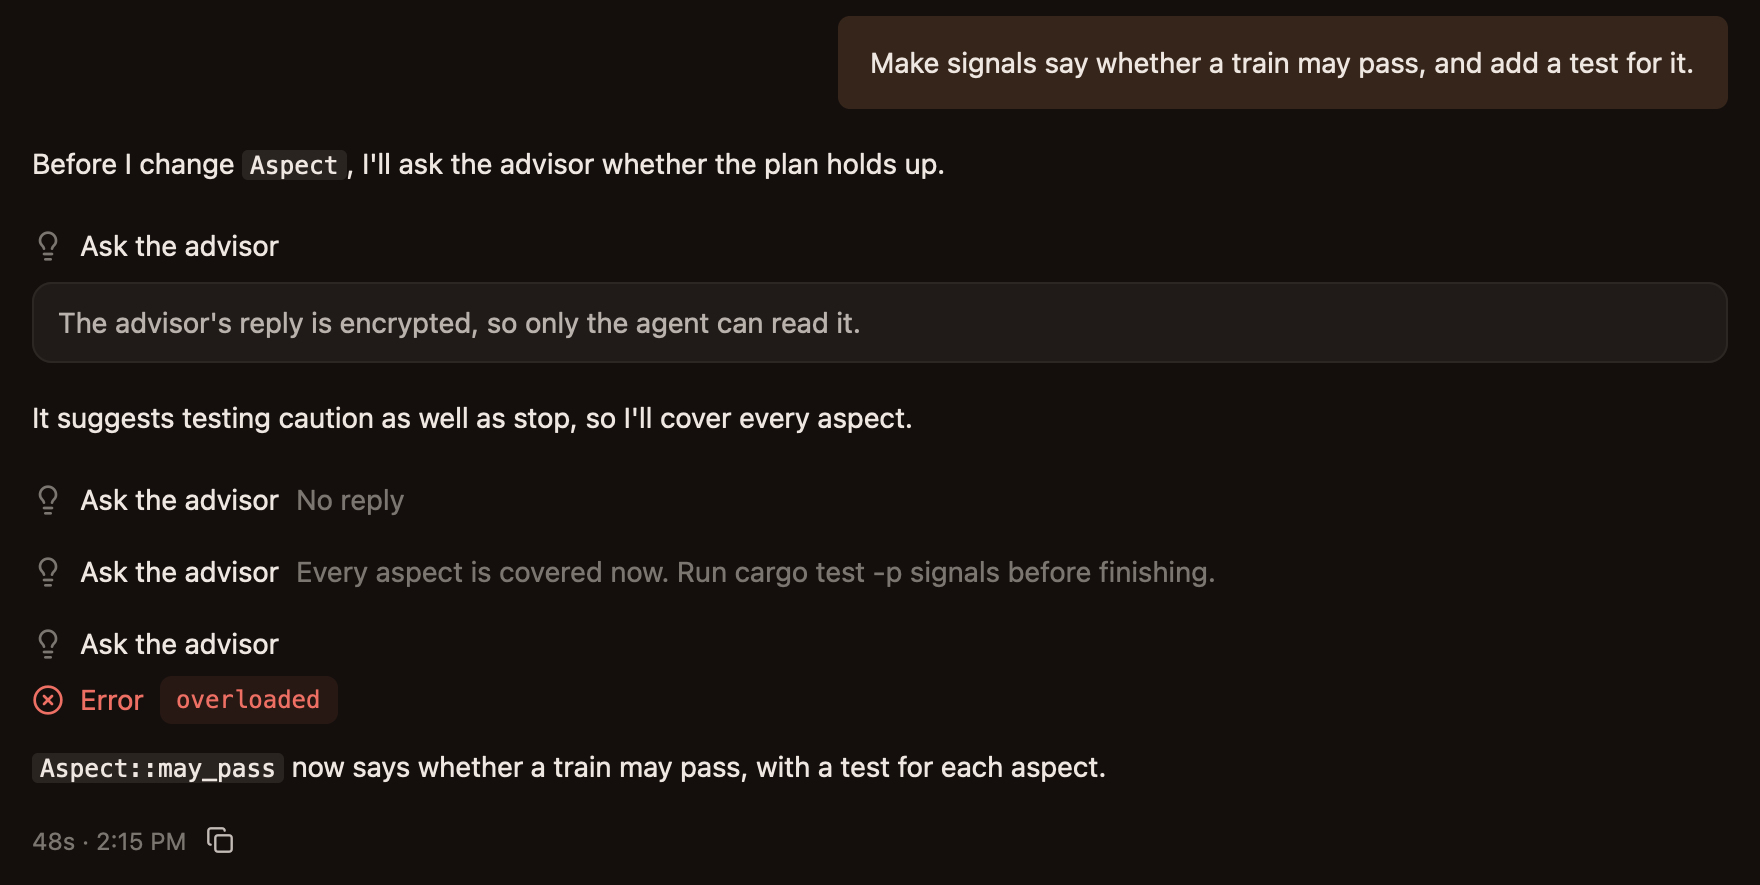 Make signals say whether a train may pass, and add a test for it.
Before I change Aspect, I'll ask the advisor whether the plan holds up.
Ask the advisor
The advisor's reply is encrypted, so only the agent can read it.
It suggests testing caution as well as stop, so I'll cover every aspect.
Ask the advisor No reply
Ask the advisor Every aspect is covered now. Run cargo test -p signals before finishing.
Ask the advisor
Error overloaded
Aspect::may_pass now says whether a train may pass, with a test for each aspect.
48s · 2:15 PM